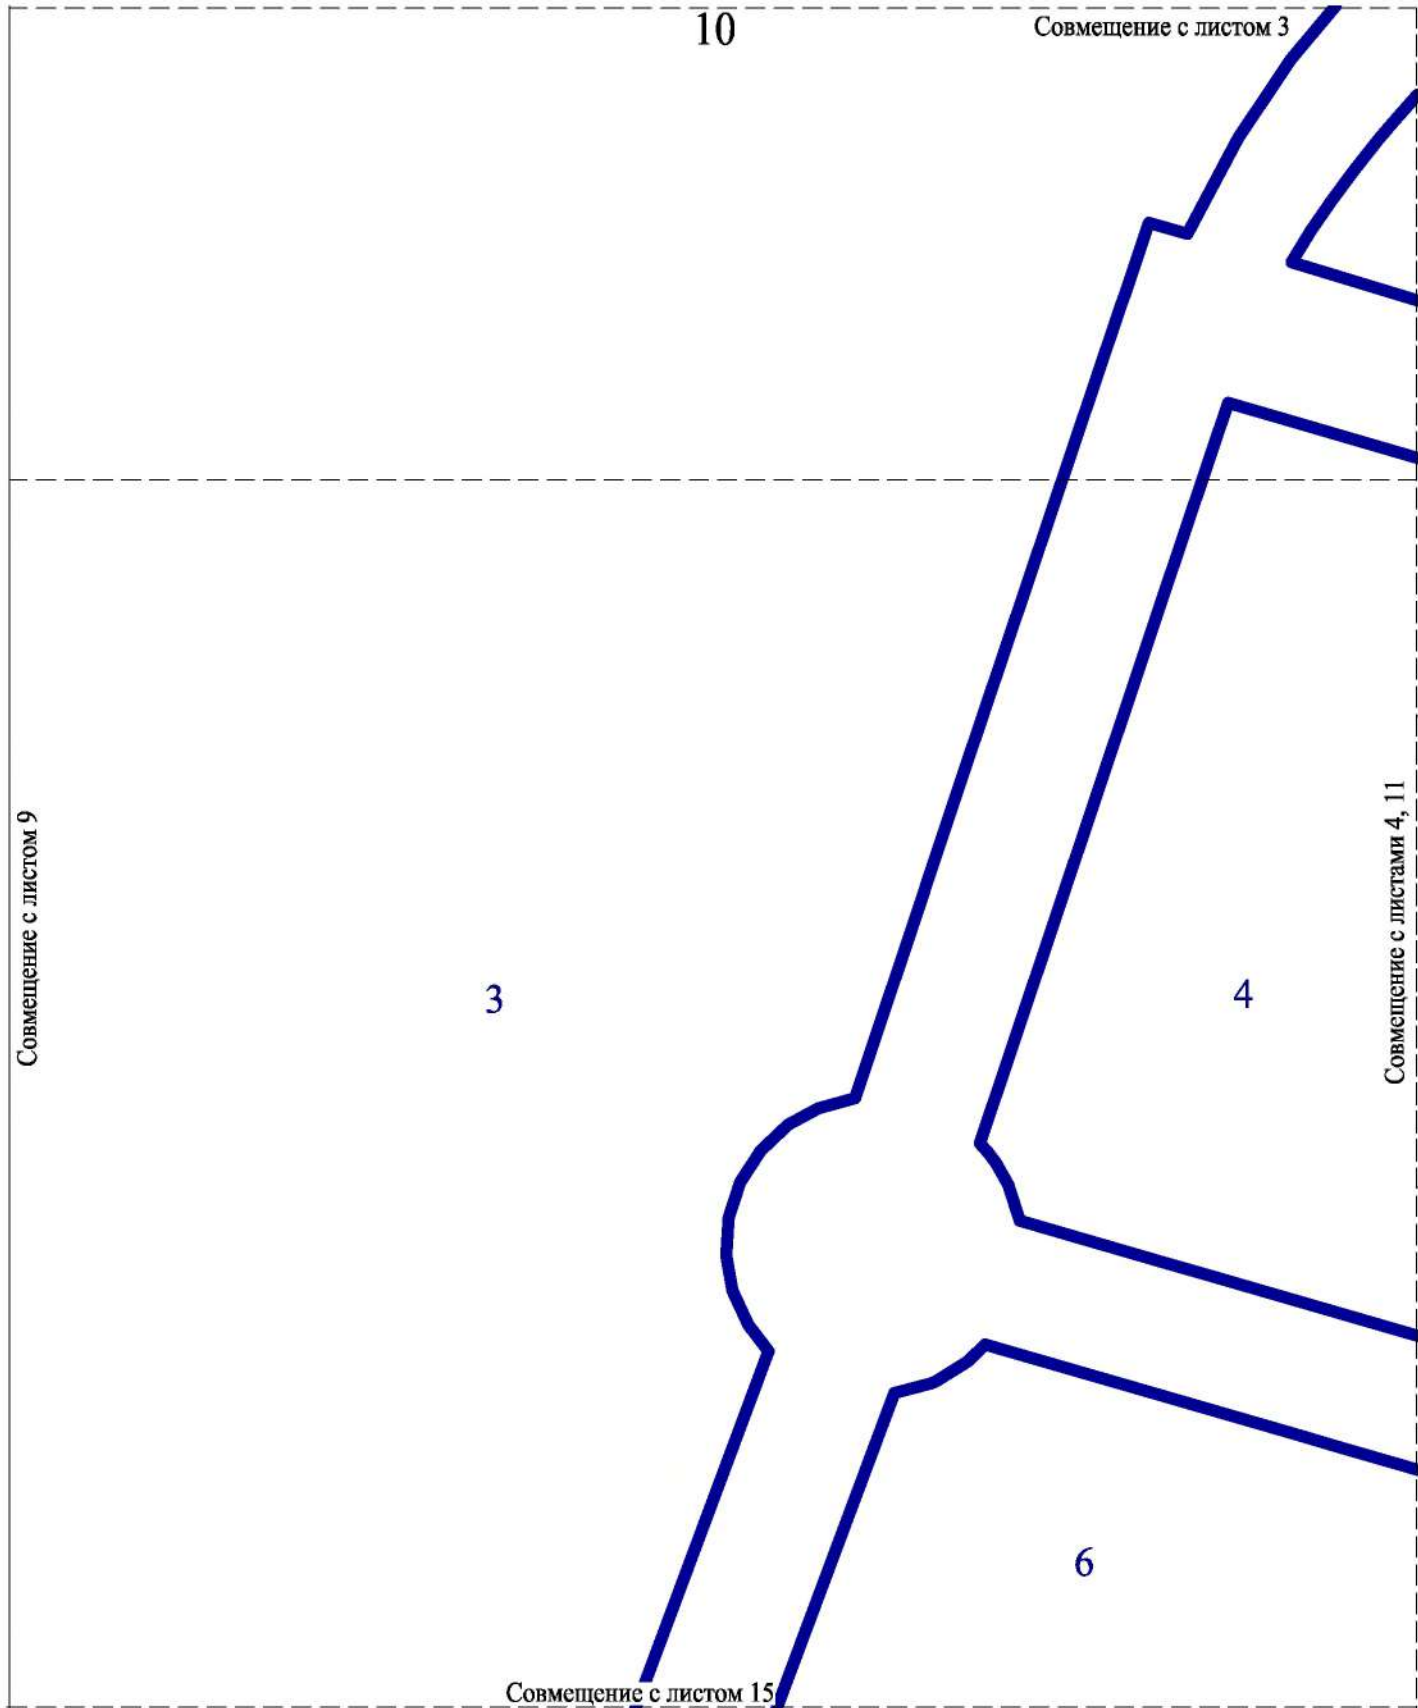 10
Совмещение с листом 3
Совмещение с листом 9
Совмещение с листами 4, 11
3
4
6
Совмещение с листом 15